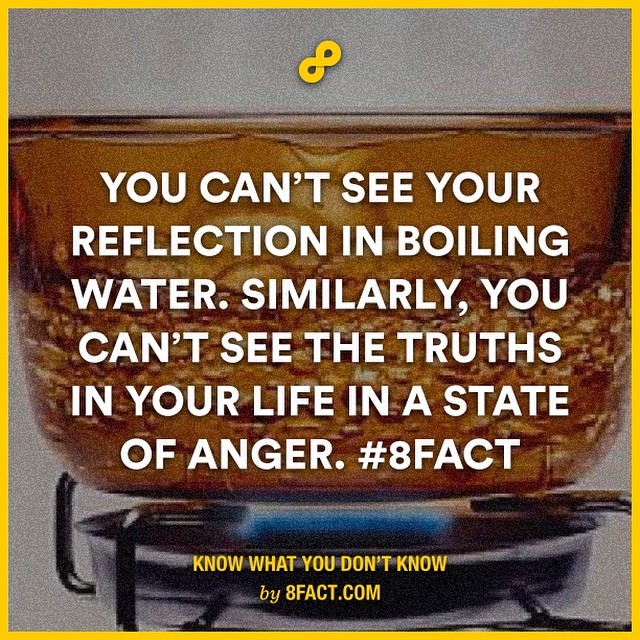 YOU CAN'T SEE YOUR
REFLECTION IN BOILING
WATER. SIMILARLY, YOU
CAN'T SEE THE TRUTHS
IN YOUR LIFE IN A STATE
OF ANGER. #8FACT
KNOW WHAT YOU DON'T KNOW
by 8FACT.COM